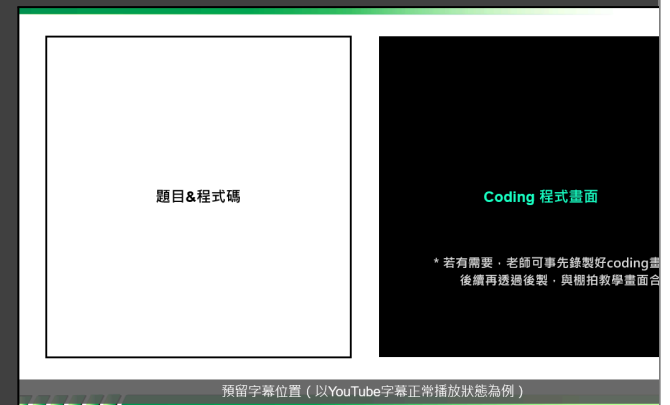 題目&程式碼
Coding 程式畫面
* 若有需要，老師可事先錄製好coding畫
後續再透過後製，與棚拍教學畫面合
預留字幕位置（以YouTube字幕正常播放狀態為例）